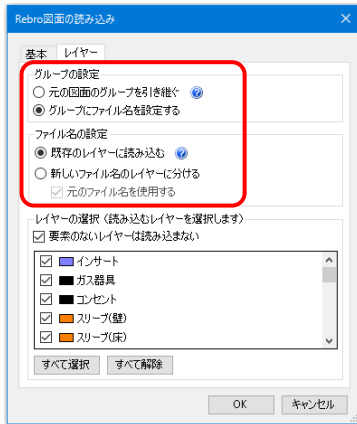 Rebro図面の読み込み
基本 レイヤー
グループの設定
元の図面のグループを引き継ぐ
グループにファイル名を設定する
ファイル名の設定
既存のレイヤーに読み込む
新しいファイル名のレイヤーに分ける
元のファイル名を使用する
レイヤーの選択(読み込むレイヤーを選択します)
要素のないレイヤーは読み込まない
インサート
ガス器具
コンセント
スリーブ(壁)
スリーブ(床)
すべて選択 すべて解除
OK キャンセル